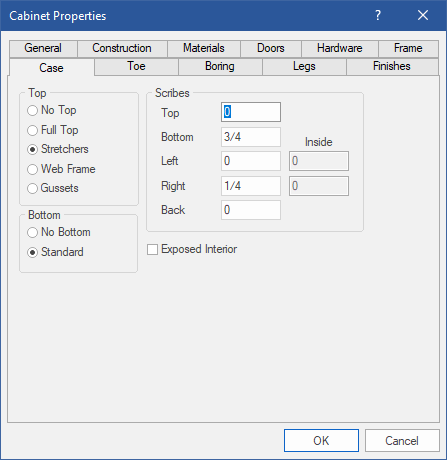 Cabinet Properties ?
General Construction Materials Doors Hardware Frame
Case Toe Boring Legs Finishes
Top
No Top
Full Top
Stretchers
Web Frame
Gussets
Bottom
No Bottom
Standard
Scribes
Top 0
Bottom 3/4 Inside
Left 0 0
Right 1/4 0
Back 0
Exposed Interior
OK Cancel